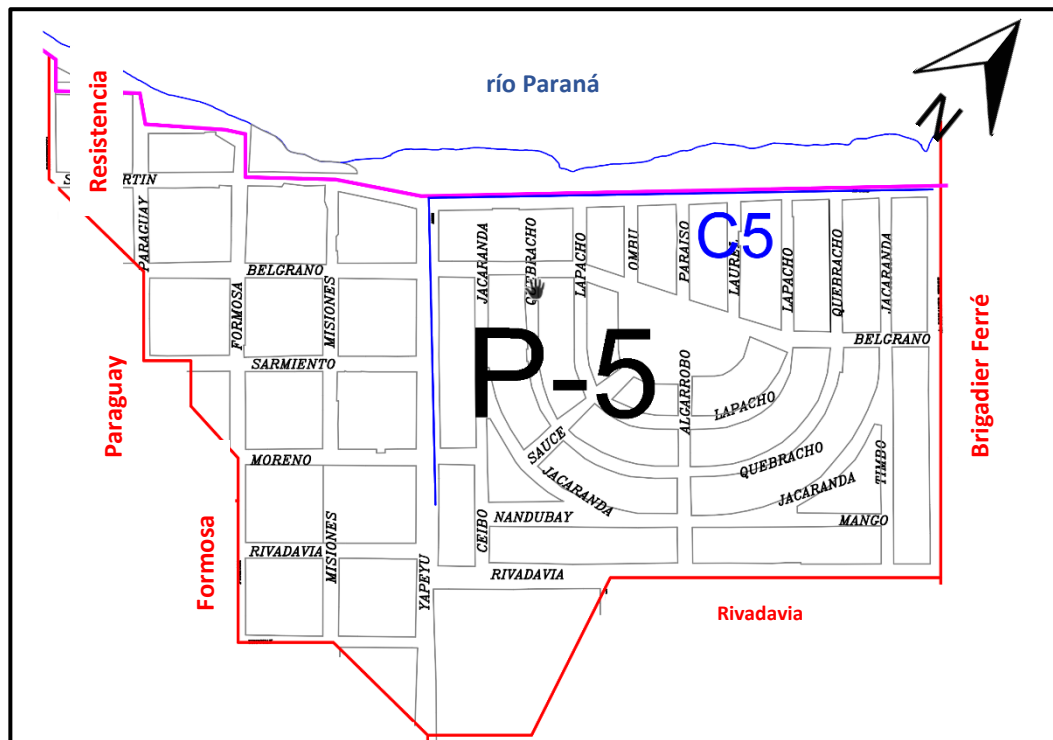 río Paraná
N
Resistencia
RTIN
PARAGUAY
BELGRANO
FORMOSA
MISIONES
SARMIENTO
Paraguay
MORENO
Formosa
RIVADAVIA
MISIONES
YAPEYU
JACARANDA
QUEBRACHO
LAPACHO
OMBU
PARAISO
C5
LAUREL
LAPACHO
QUEBRACHO
JACARANDA
BELGRANO
Brigadier Ferré
P-5
ALGARROBO
LAPACHO
SAUCE
QUEBRACHO
TIMBO
JACARANDA
JACARANDA
NANDUBAY
MANGO
CEIBO
RIVADAVIA
Rivadavia